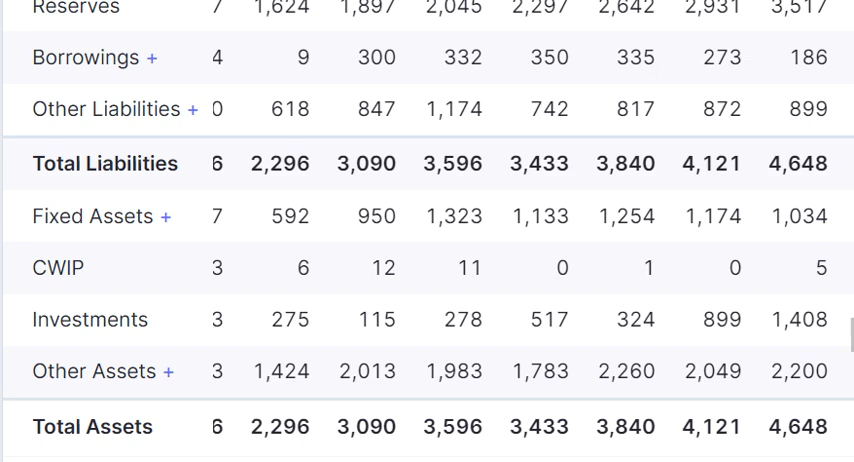 Reserves 7 1,624 1,897 2,045 2,297 2,642 2,931 3,517
Borrowings + 4 9 300 332 350 335 273 186
Other Liabilities + 0 618 847 1,174 742 817 872 899
Total Liabilities 6 2,296 3,090 3,596 3,433 3,840 4,121 4,648
Fixed Assets + 7 592 950 1,323 1,133 1,254 1,174 1,034
CWIP 3 6 12 11 0 1 0 5
Investments 3 275 115 278 517 324 899 1,408
Other Assets + 3 1,424 2,013 1,983 1,783 2,260 2,049 2,200
Total Assets 6 2,296 3,090 3,596 3,433 3,840 4,121 4,648